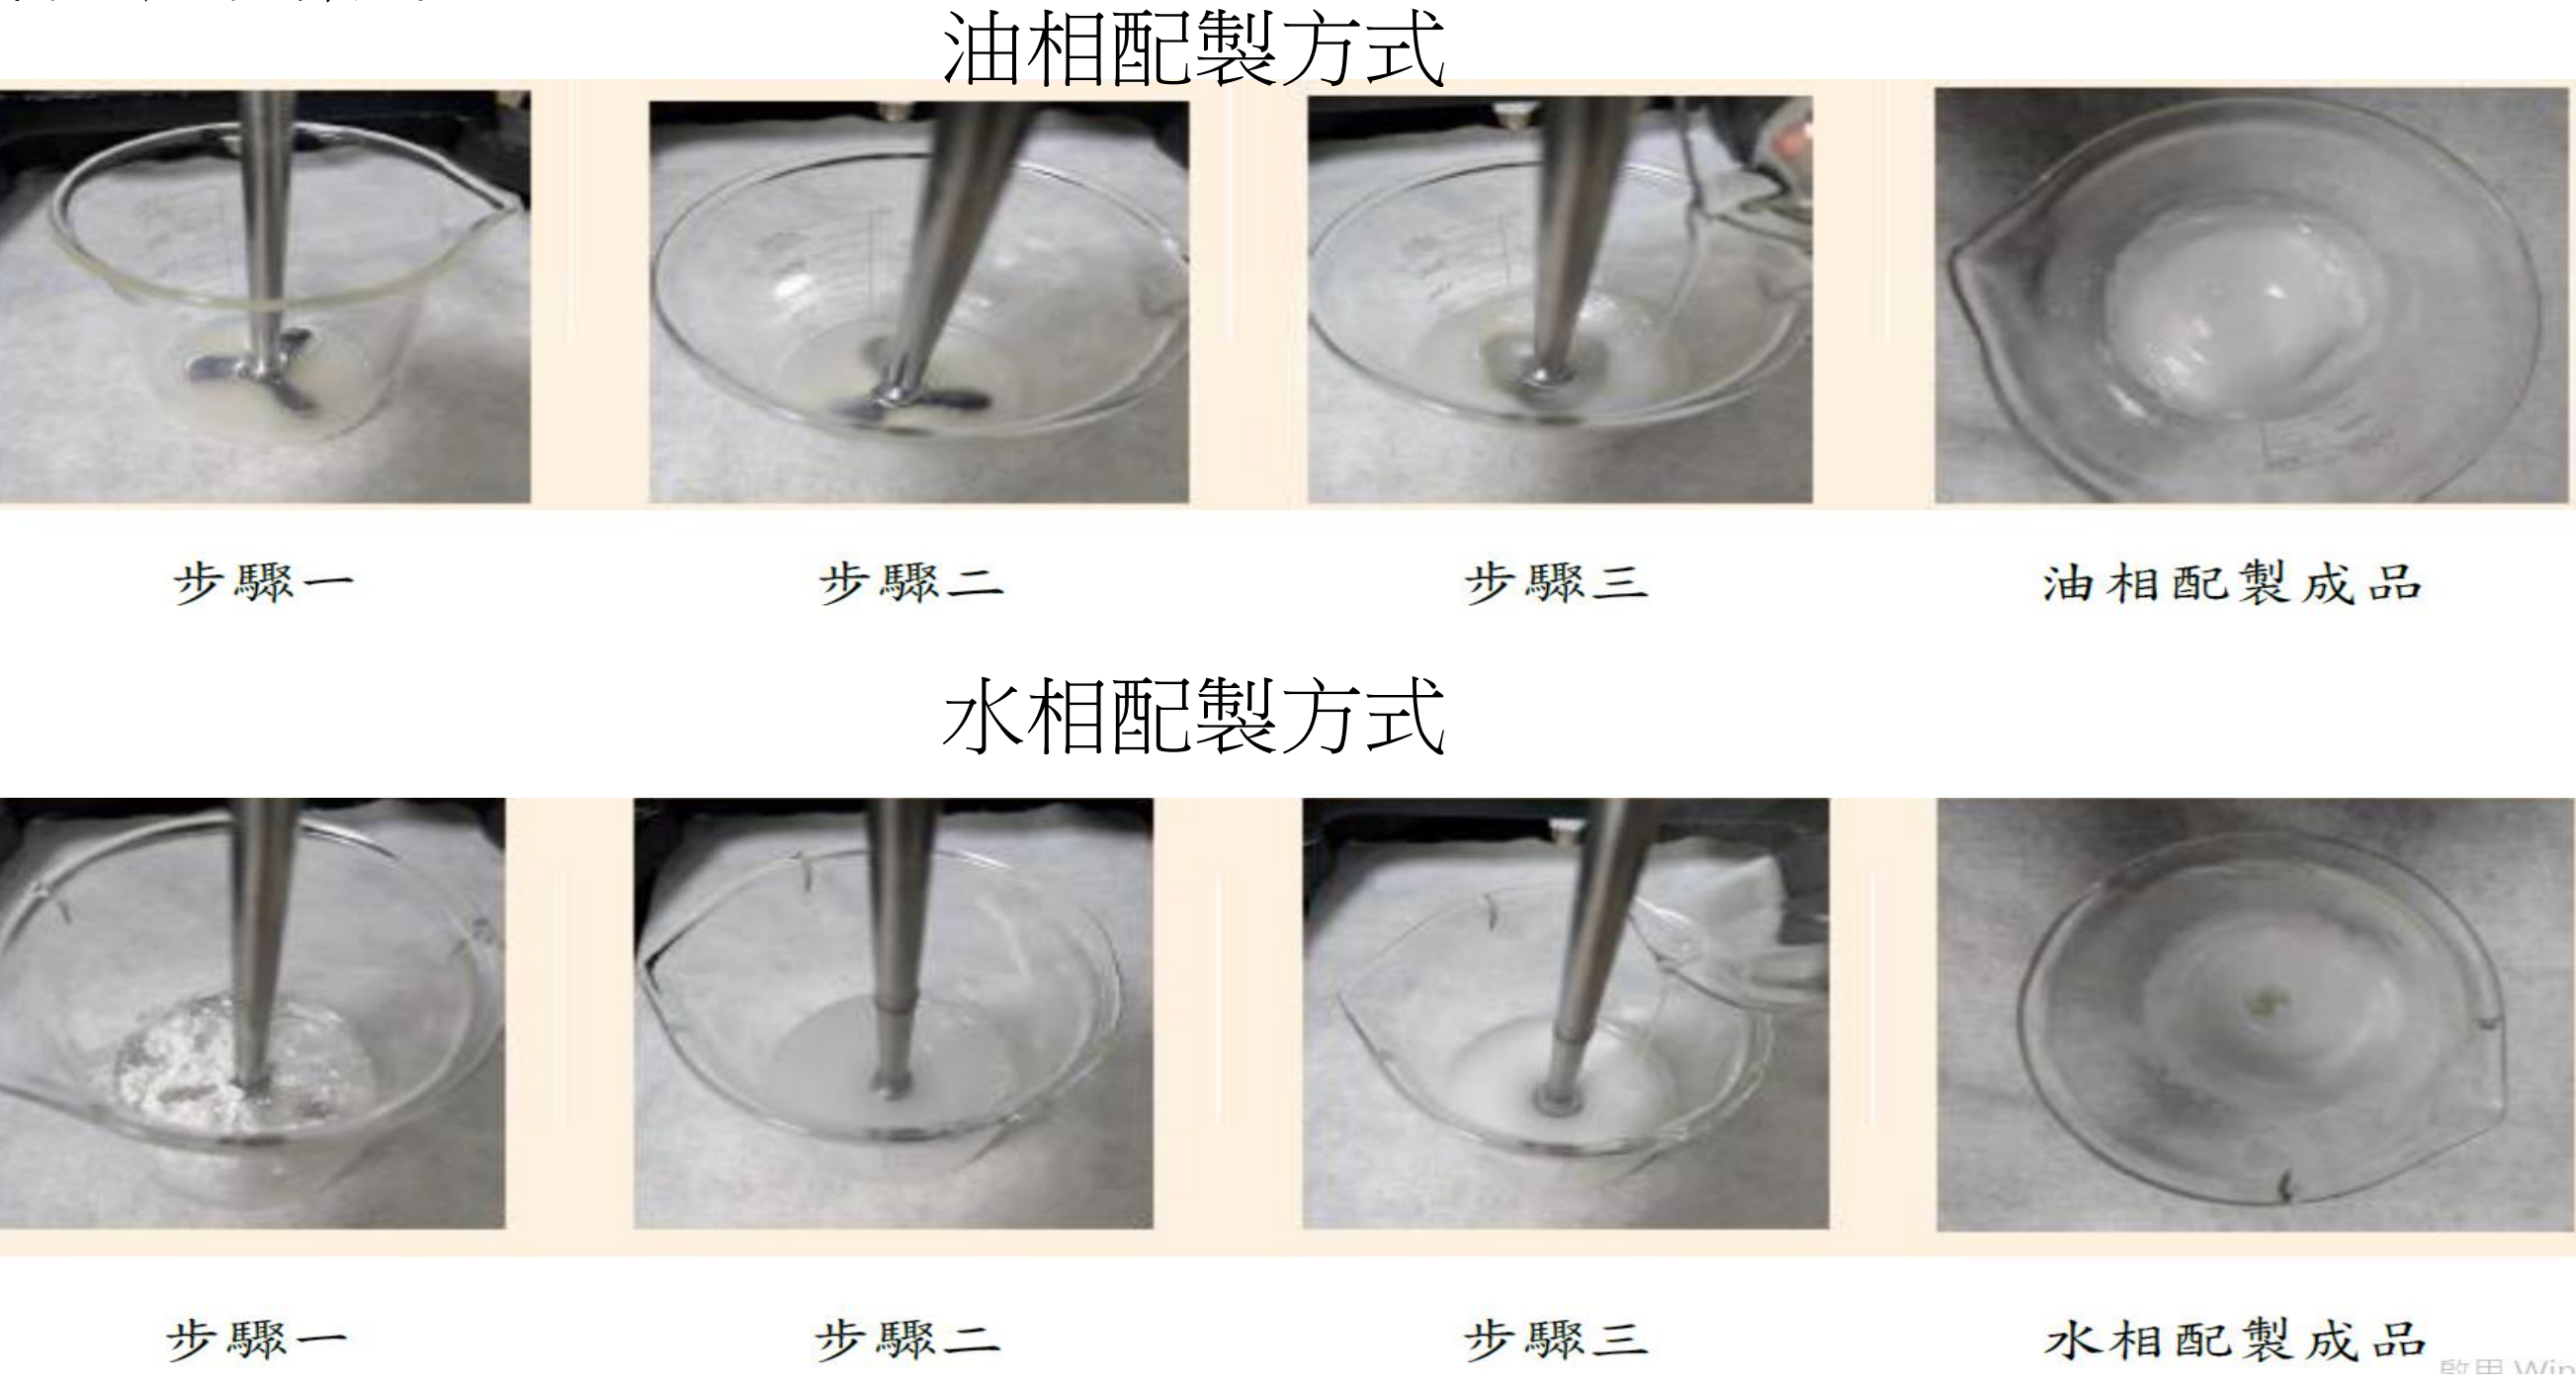 油相配製方式
步驟一 步驟二 步驟三 油相配製成品
水相配製方式
步驟一 步驟二 步驟三 水相配製成品